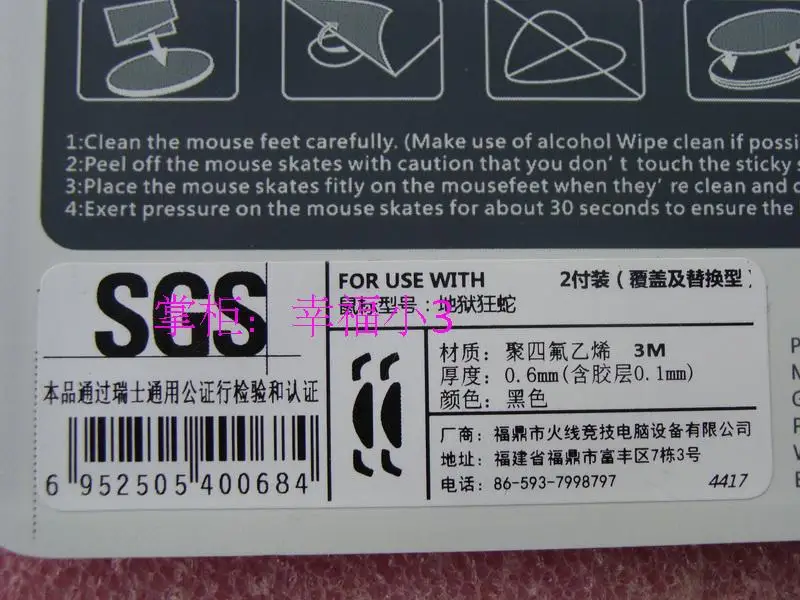 1:Clean the mouse feet carefully. (Make use of alcohol Wipe clean if possi
2:Peel off the mouse skates with caution that you don't touch the sticky s
3:Place the mouse skates fitly on the mousefeet when they're clean and
4:Exert pressure on the mouse skates for about 30 seconds to ensure the
SGS
掌柜：幸福小3
本品通过瑞士通用公证行检验和认证
6 952505 400684
FOR USE WITH
2付装（覆盖及替换型）
鼠标型号：地狱狂蛇
材质：聚四氟乙烯 3M
厚度：0.6mm(含胶层0.1mm)
颜色：黑色
厂商：福鼎市火线竞技电脑设备有限公司
地址：福建省福鼎市富丰区7栋3号
电话：86-593-7998797
4417